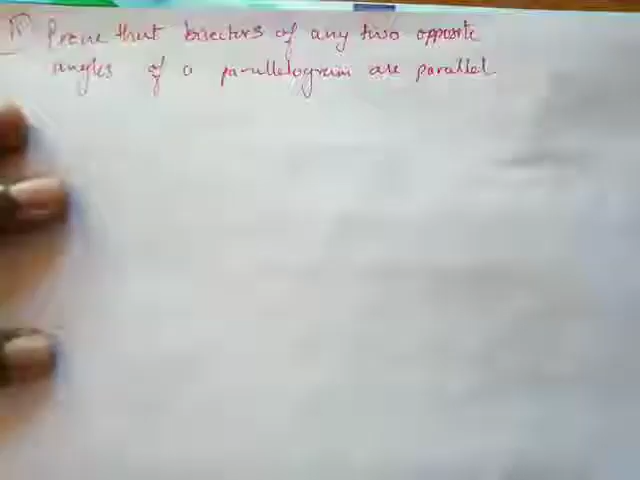 Prove that bisectors of any two opposite
angles of a parallelogram are parallel